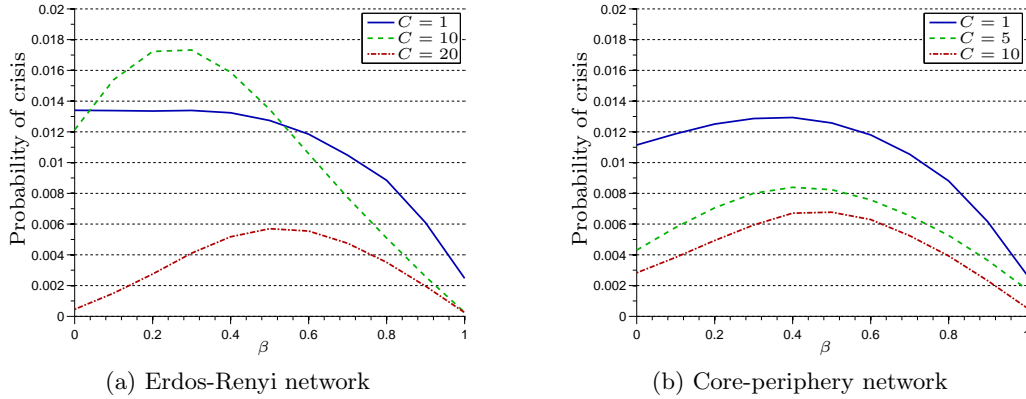 0.02
0.018
0.016
0.014
0.012
0.01
0.008
0.006
0.004
0.002
0
Probability of crisis
C = 1
C = 10
C = 20
0 0.2 0.4 0.6 0.8 1
β
(a) Erdos-Renyi network
0.02
0.018
0.016
0.014
0.012
0.01
0.008
0.006
0.004
0.002
0
Probability of crisis
C = 1
C = 5
C = 10
0 0.2 0.4 0.6 0.8 1
β
(b) Core-periphery network